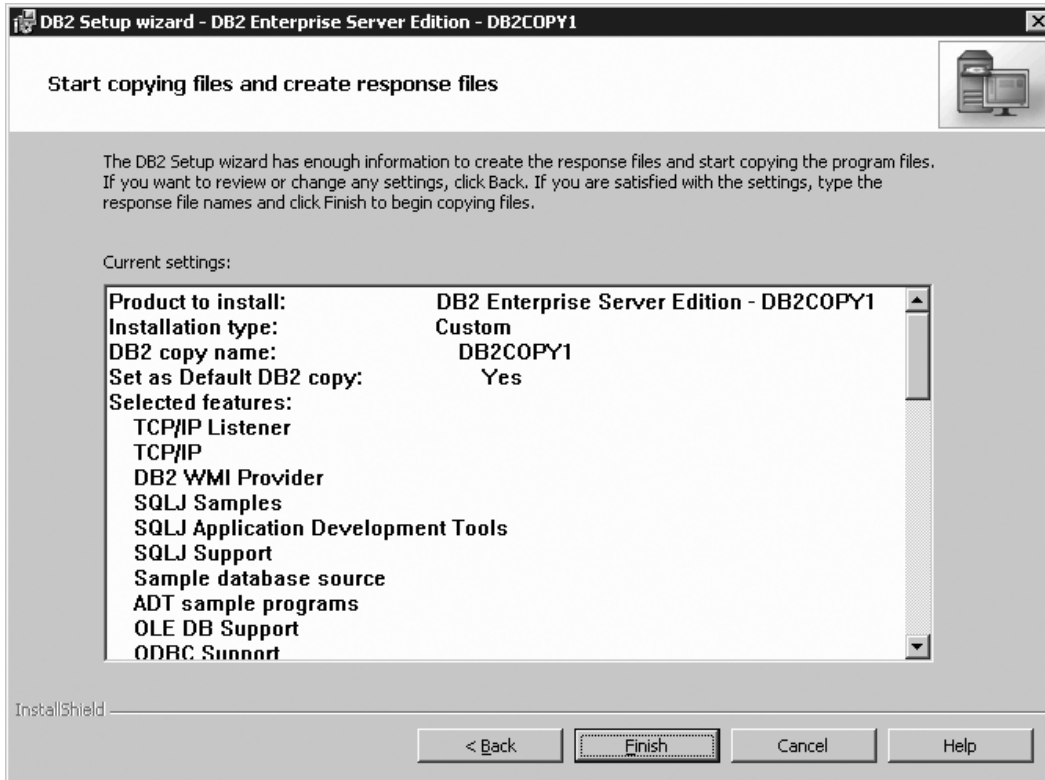 DB2 Setup wizard - DB2 Enterprise Server Edition - DB2COPY1
Start copying files and create response files
The DB2 Setup wizard has enough information to create the response files and start copying the program files.
If you want to review or change any settings, click Back. If you are satisfied with the settings, type the
response file names and click Finish to begin copying files.
Current settings:
Product to install: DB2 Enterprise Server Edition - DB2COPY1
Installation type: Custom
DB2 copy name: DB2COPY1
Set as Default DB2 copy: Yes
Selected features:
TCP/IP Listener
TCP/IP
DB2 WMI Provider
SQLJ Samples
SQLJ Application Development Tools
SQLJ Support
Sample database source
ADT sample programs
OLE DB Support
ODBC Support
InstallShield
< Back Finish Cancel Help